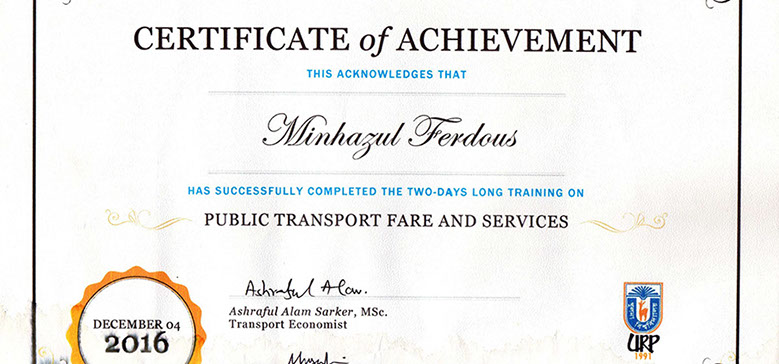 CERTIFICATE of ACHIEVEMENT
THIS ACKNOWLEDGES THAT
Minhazul Ferdous
HAS SUCCESSFULLY COMPLETED THE TWO-DAYS LONG TRAINING ON
PUBLIC TRANSPORT FARE AND SERVICES
Ashraful Alam.
Ashraful Alam Sarker, MSc.
Transport Economist
DECEMBER 04
2016
URP
1991